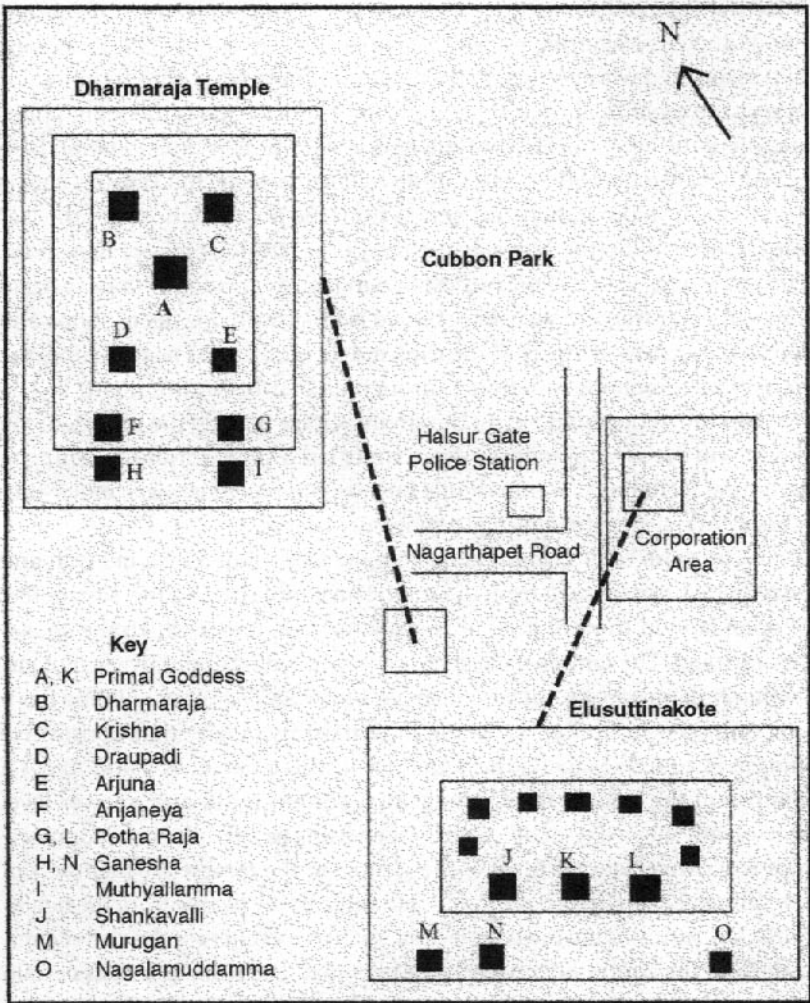 N
Dharmaraja Temple
B
C
A
D
E
F
G
H
I
Cubbon Park
Halsur Gate
Police Station
Nagarthapet Road
Corporation
Area
Key
A, K Primal Goddess
B Dharmaraja
C Krishna
D Draupadi
E Arjuna
F Anjaneya
G, L Potha Raja
H, N Ganesha
I Muthyallamma
J Shankavalli
M Murugan
O Nagalamuddamma
Elusuttinakote
J
K
L
M
N
O